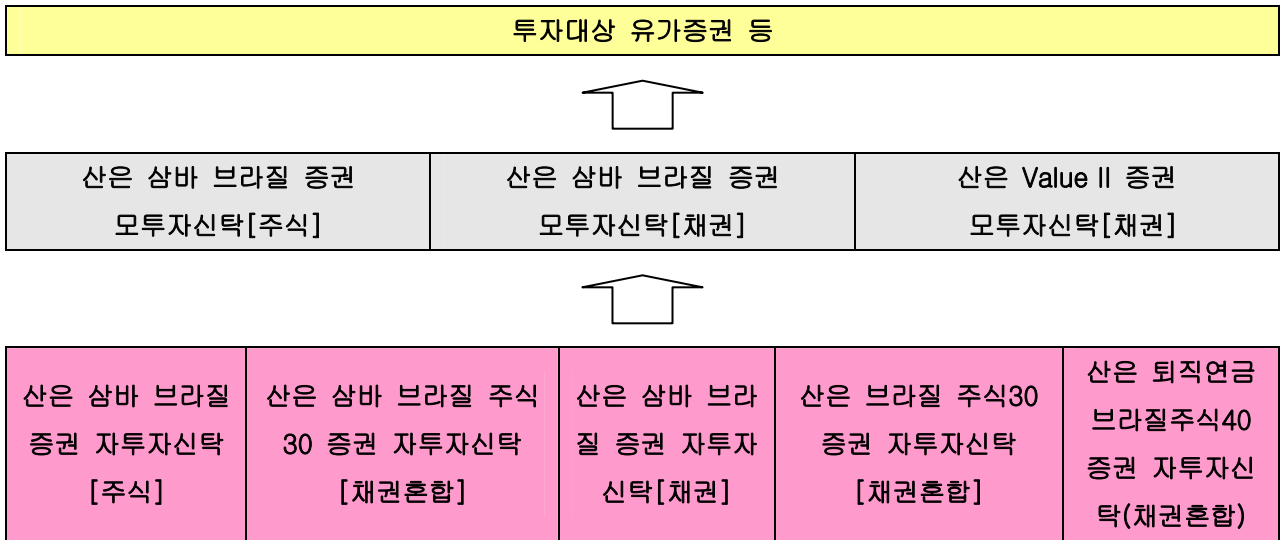 투자대상 유가증권 등
산은 삼바 브라질 증권
모투자신탁[주식]
산은 삼바 브라질 증권
모투자신탁[채권]
산은 Value II 증권
모투자신탁[채권]
산은 삼바 브라질
증권 자투자신탁
[주식]
산은 삼바 브라질 주식
30 증권 자투자신탁
[채권혼합]
산은 삼바 브라
질 증권 자투자
신탁[채권]
산은 브라질 주식30
증권 자투자신탁
[채권혼합]
산은 퇴직연금
브라질주식40
증권 자투자신
탁(채권혼합)